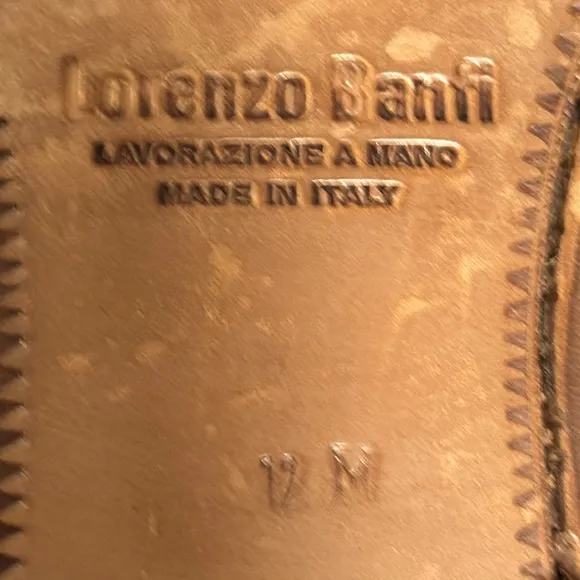 Lorenzo Banfi
LAVORAZIONE A MANO
MADE IN ITALY
12 M